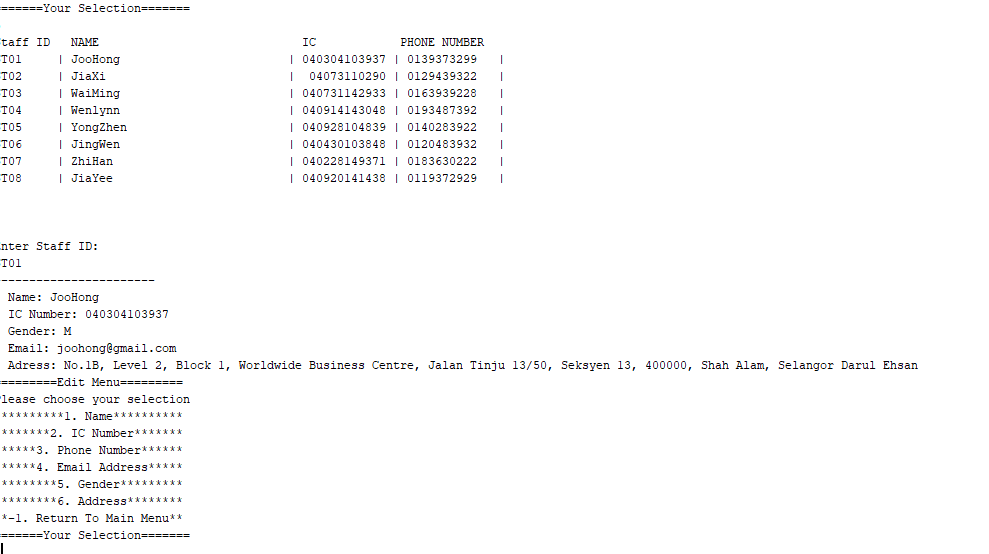 ======Your Selection=======
taff ID   NAME                             IC            PHONE NUMBER
T01     | JooHong                        | 040304103937 | 0139373299   |
T02     | JiaXi                          |  04073110290 | 0129439322   |
T03     | WaiMing                        | 040731142933 | 0163939228   |
T04     | Wenlynn                        | 040914143048 | 0193487392   |
T05     | YongZhen                       | 040928104839 | 0140283922   |
T06     | JingWen                        | 040430103848 | 0120483932   |
T07     | ZhiHan                         | 040228149371 | 0183630222   |
T08     | JiaYee                         | 040920141438 | 0119372929   |
nter Staff ID:
T01
----------------------
Name: JooHong
IC Number: 040304103937
Gender: M
Email: joohong@gmail.com
Adress: No.1B, Level 2, Block 1, Worldwide Business Centre, Jalan Tinju 13/50, Seksyen 13, 400000, Shah Alam, Selangor Darul Ehsan
========Edit Menu=========
lease choose your selection
*********1. Name**********
*******2. IC Number*******
*****3. Phone Number******
*****4. Email Address*****
********5. Gender*********
********6. Address********
*-1. Return To Main Menu**
======Your Selection=======